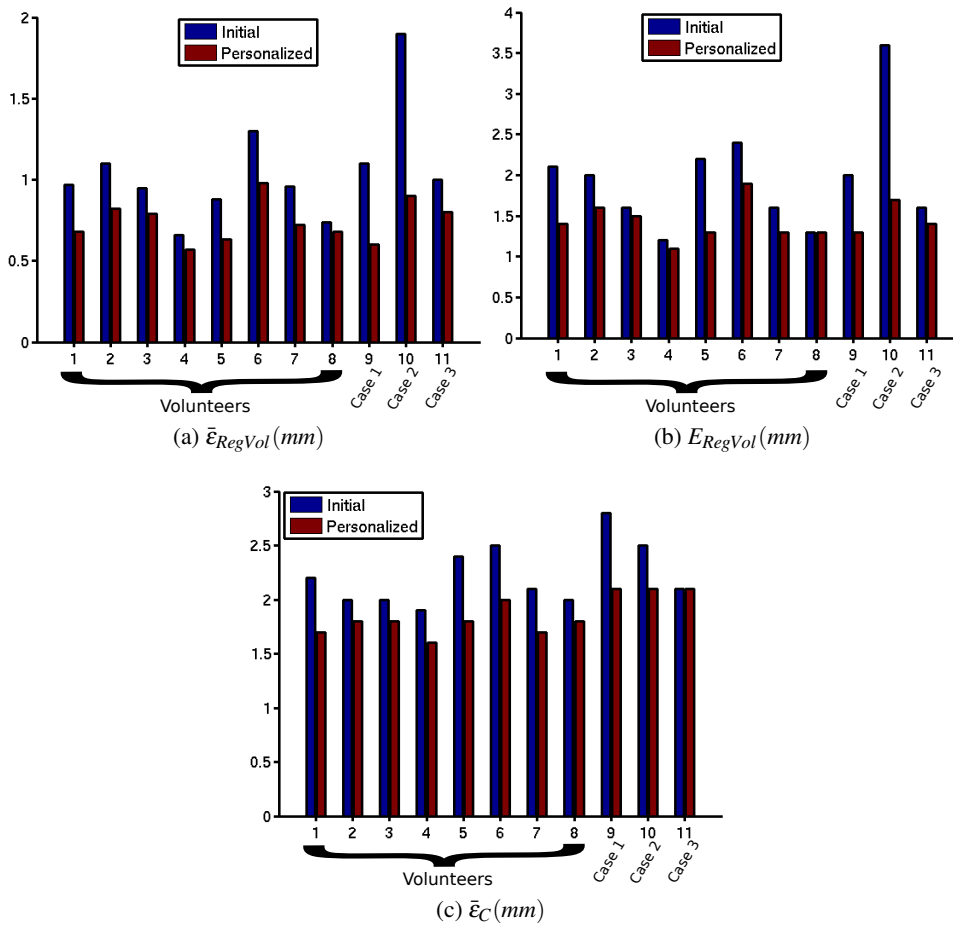 2
1.5
1
0.5
0
Initial
Personalized
1 2 3 4 5 6 7 8 9 10 11
Volunteers
Case 1
Case 2
Case 3
(a) ε̄_RegVol (mm)
4
3.5
3
2.5
2
1.5
1
0.5
0
Initial
Personalized
1 2 3 4 5 6 7 8 9 10 11
Volunteers
Case 1
Case 2
Case 3
(b) E_RegVol (mm)
3
2.5
2
1.5
1
0.5
0
Initial
Personalized
1 2 3 4 5 6 7 8 9 10 11
Volunteers
Case 1
Case 2
Case 3
(c) ε̄_C (mm)